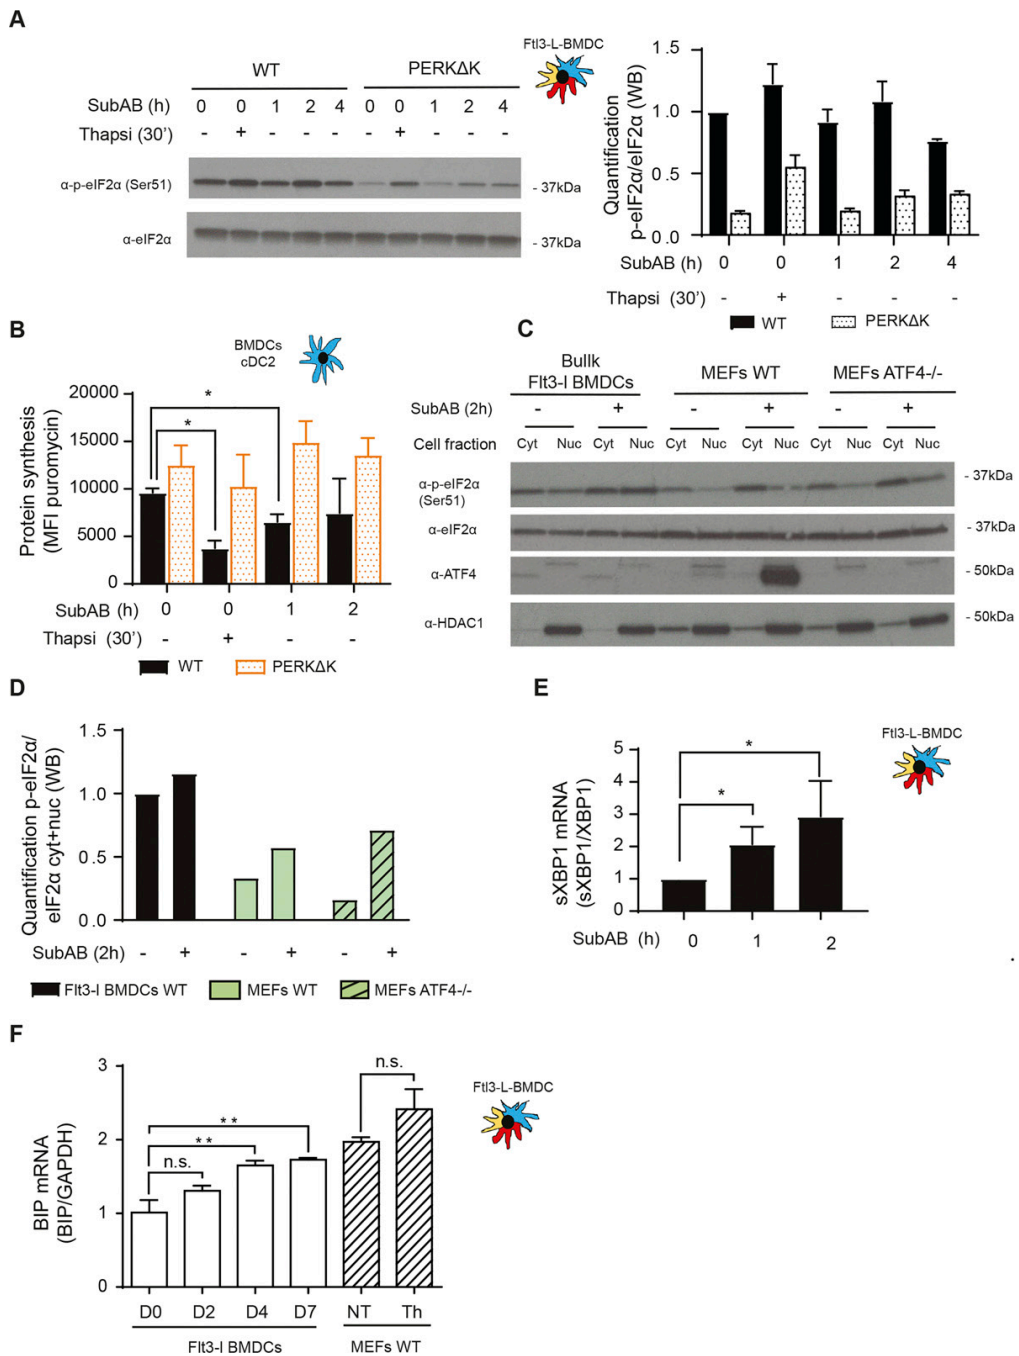 A
Ftl3-L-BMDC
WT PERKΔK
SubAB (h) 0 0 1 2 4 0 0 1 2 4
Thapsi (30') - + - - - - + - - -
α-p-eIF2α (Ser51) - 37kDa
α-eIF2α - 37kDa
Quantification
p-eIF2α/eIF2α (WB)
1.5
1.0
0.5
0.0
SubAB (h) 0 0 1 2 4
Thapsi (30') - + - - -
WT PERKΔK
B
BMDCs
cDC2
Protein synthesis
(MFI puromycin)
20000
15000
10000
5000
0
* *
SubAB (h) 0 0 1 2
Thapsi (30') - + - -
WT PERKΔK
C
Bullk
Flt3-l BMDCs MEFs WT MEFs ATF4-/-
SubAB (2h) - + - + - +
Cell fraction Cyt Nuc Cyt Nuc Cyt Nuc Cyt Nuc Cyt Nuc Cyt Nuc
α-p-eIF2α
(Ser51) - 37kDa
α-eIF2α - 37kDa
α-ATF4 - 50kDa
α-HDAC1 - 50kDa
D
Quantification p-eIF2α/
eIF2α cyt+nuc (WB)
1.5
1.0
0.5
0.0
SubAB (2h) - + - + - +
Flt3-l BMDCs WT MEFs WT MEFs ATF4-/-
E
Ftl3-L-BMDC
sXBP1 mRNA
(sXBP1/XBP1)
5
4
3
2
1
0
* *
SubAB (h) 0 1 2
.
F
Ftl3-L-BMDC
BIP mRNA
(BIP/GAPDH)
3
2
1
0
n.s. ** ** n.s.
D0 D2 D4 D7 NT Th
Flt3-l BMDCs MEFs WT